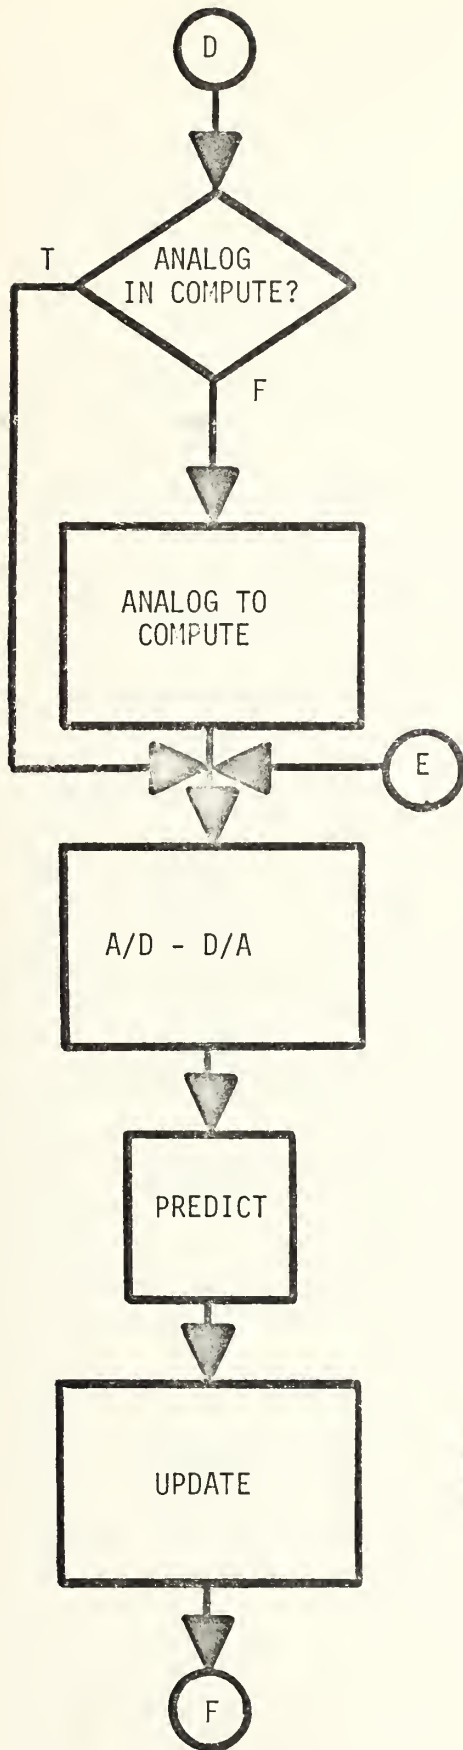 D
T
ANALOG
IN COMPUTE?
F
ANALOG TO
COMPUTE
E
A/D - D/A
PREDICT
UPDATE
F